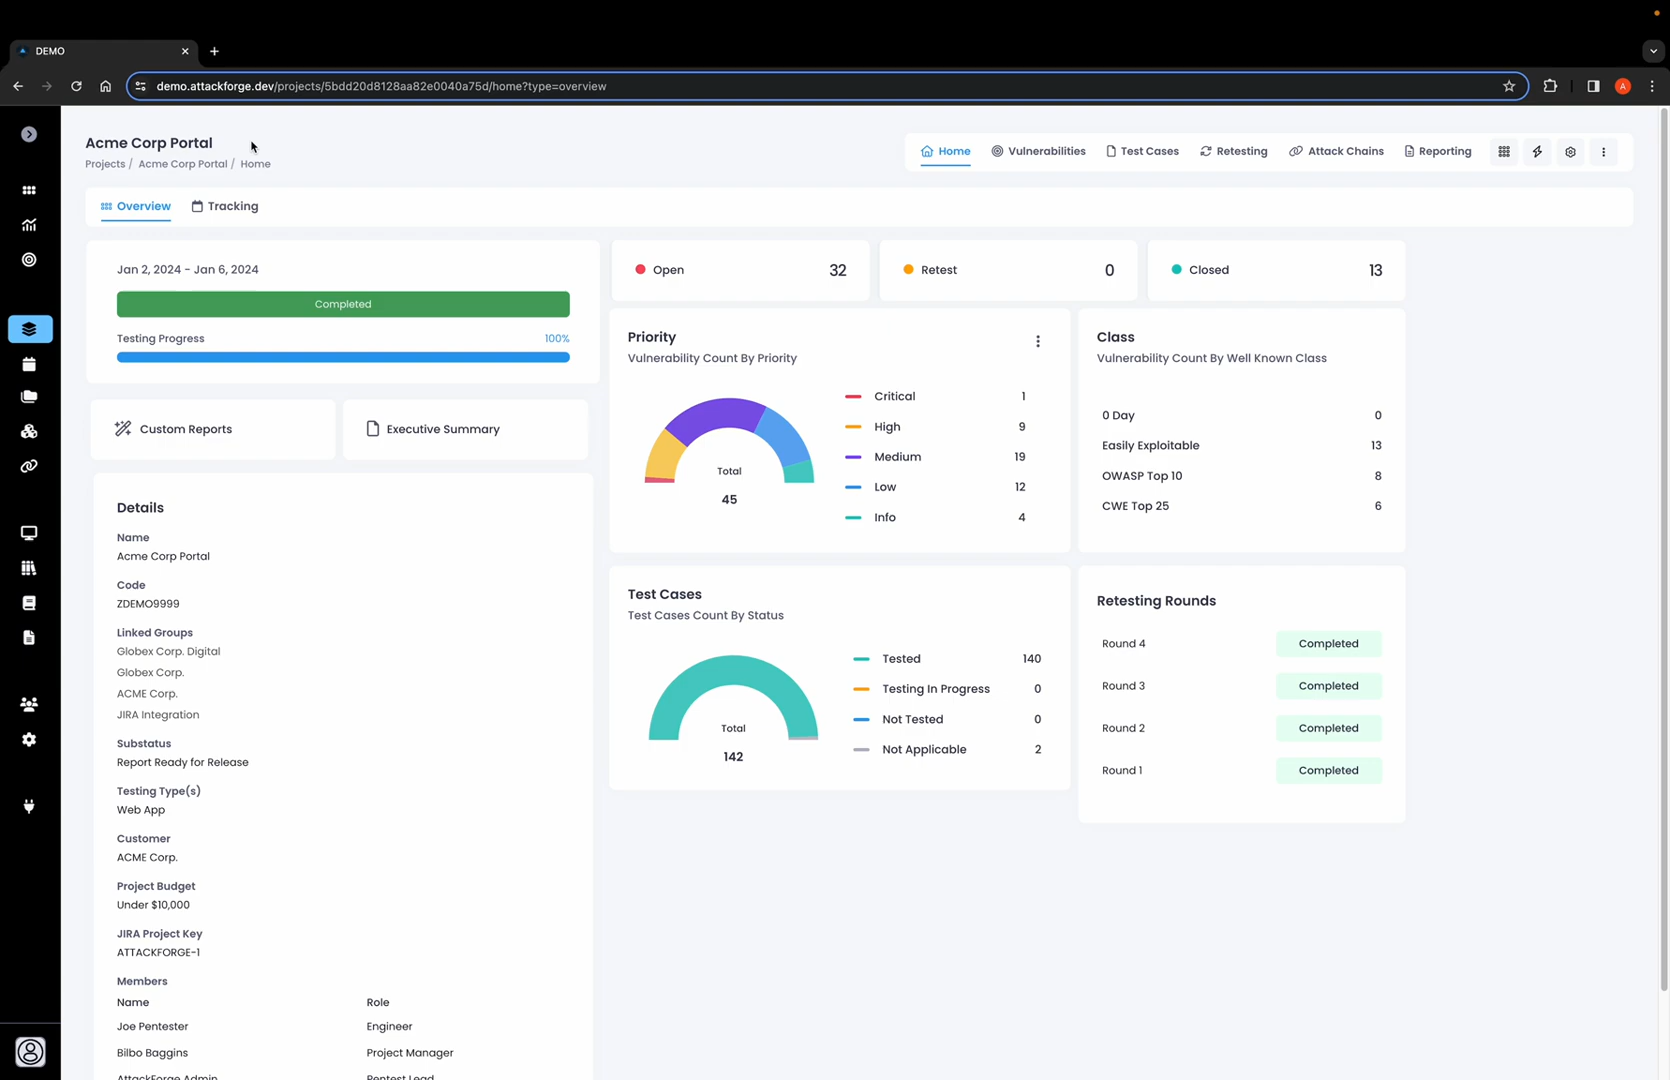 DEMO
demo.attackforge.dev/projects/5bdd20d8128aa82e0040a75d/home?type=overview
A
Acme Corp Portal
Projects / Acme Corp Portal / Home
Home Vulnerabilities Test Cases Retesting Attack Chains Reporting
Overview Tracking
Jan 2, 2024 - Jan 6, 2024
Completed
Testing Progress 100%
Custom Reports Executive Summary
Details
Name
Acme Corp Portal
Code
ZDEMO9999
Linked Groups
Globex Corp. Digital
Globex Corp.
ACME Corp.
JIRA Integration
Substatus
Report Ready for Release
Testing Type(s)
Web App
Customer
ACME Corp.
Project Budget
Under $10,000
JIRA Project Key
ATTACKFORGE-1
Members
Name Role
Joe Pentester Engineer
Bilbo Baggins Project Manager
AttackForge Admin Pentest Lead
Open 32
Retest 0
Closed 13
Priority
Vulnerability Count By Priority
Total
45
Critical 1
High 9
Medium 19
Low 12
Info 4
Class
Vulnerability Count By Well Known Class
0 Day 0
Easily Exploitable 13
OWASP Top 10 8
CWE Top 25 6
Test Cases
Test Cases Count By Status
Total
142
Tested 140
Testing In Progress 0
Not Tested 0
Not Applicable 2
Retesting Rounds
Round 4 Completed
Round 3 Completed
Round 2 Completed
Round 1 Completed